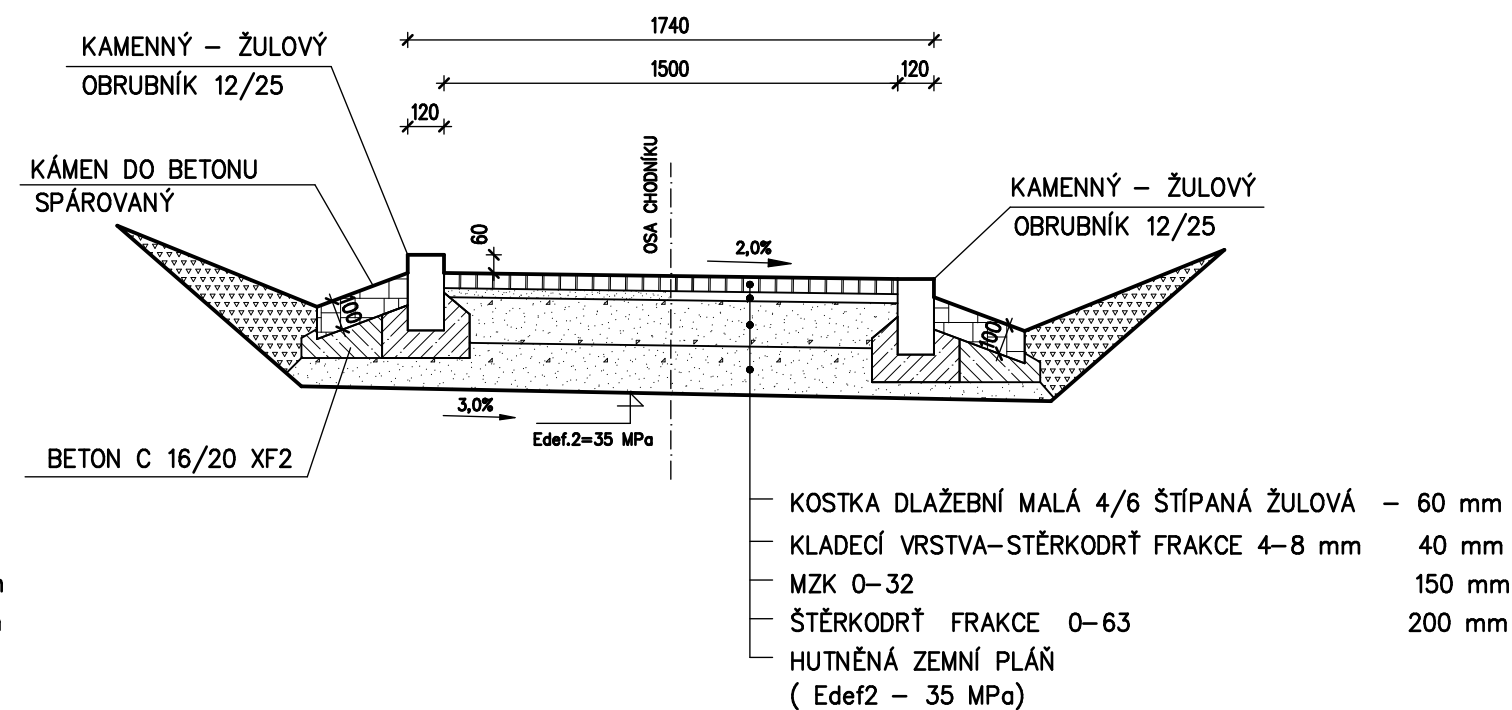 1740
KAMENNÝ – ŽULOVÝ
OBRUBNÍK 12/25
1500
120
120
KÁMEN DO BETONU
SPÁROVANÝ
OSA CHODNÍKU
KAMENNÝ – ŽULOVÝ
OBRUBNÍK 12/25
60
2,0%
100
100
3,0%
Edef.2=35 MPa
BETON C 16/20 XF2
KOSTKA DLAŽEBNÍ MALÁ 4/6 ŠTÍPANÁ ŽULOVÁ – 60 mm
KLADECÍ VRSTVA–STĚRKODRŤ FRAKCE 4–8 mm 40 mm
MZK 0–32 150 mm
ŠTĚRKODRŤ FRAKCE 0–63 200 mm
HUTNĚNÁ ZEMNÍ PLÁŇ
( Edef2 – 35 MPa)